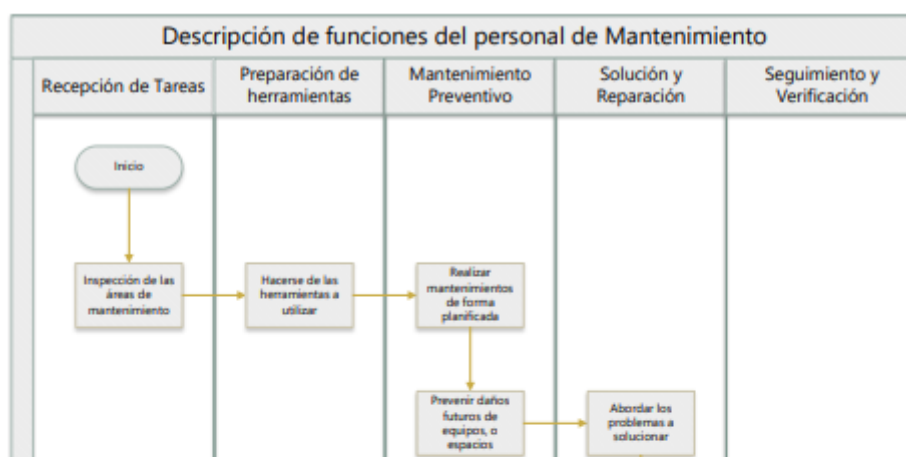 Descripción de funciones del personal de Mantenimiento
Recepción de Tareas
Preparación de
herramientas
Mantenimiento
Preventivo
Solución y
Reparación
Seguimiento y
Verificación
Inicio
Inspección de las
áreas de
mantenimiento
Hacerse de las
herramientas a
utilizar
Realizar
mantenimientos
de forma
planificada
Prevenir daños
futuros de
equipos, o
espacios
Abordar los
problemas a
solucionar